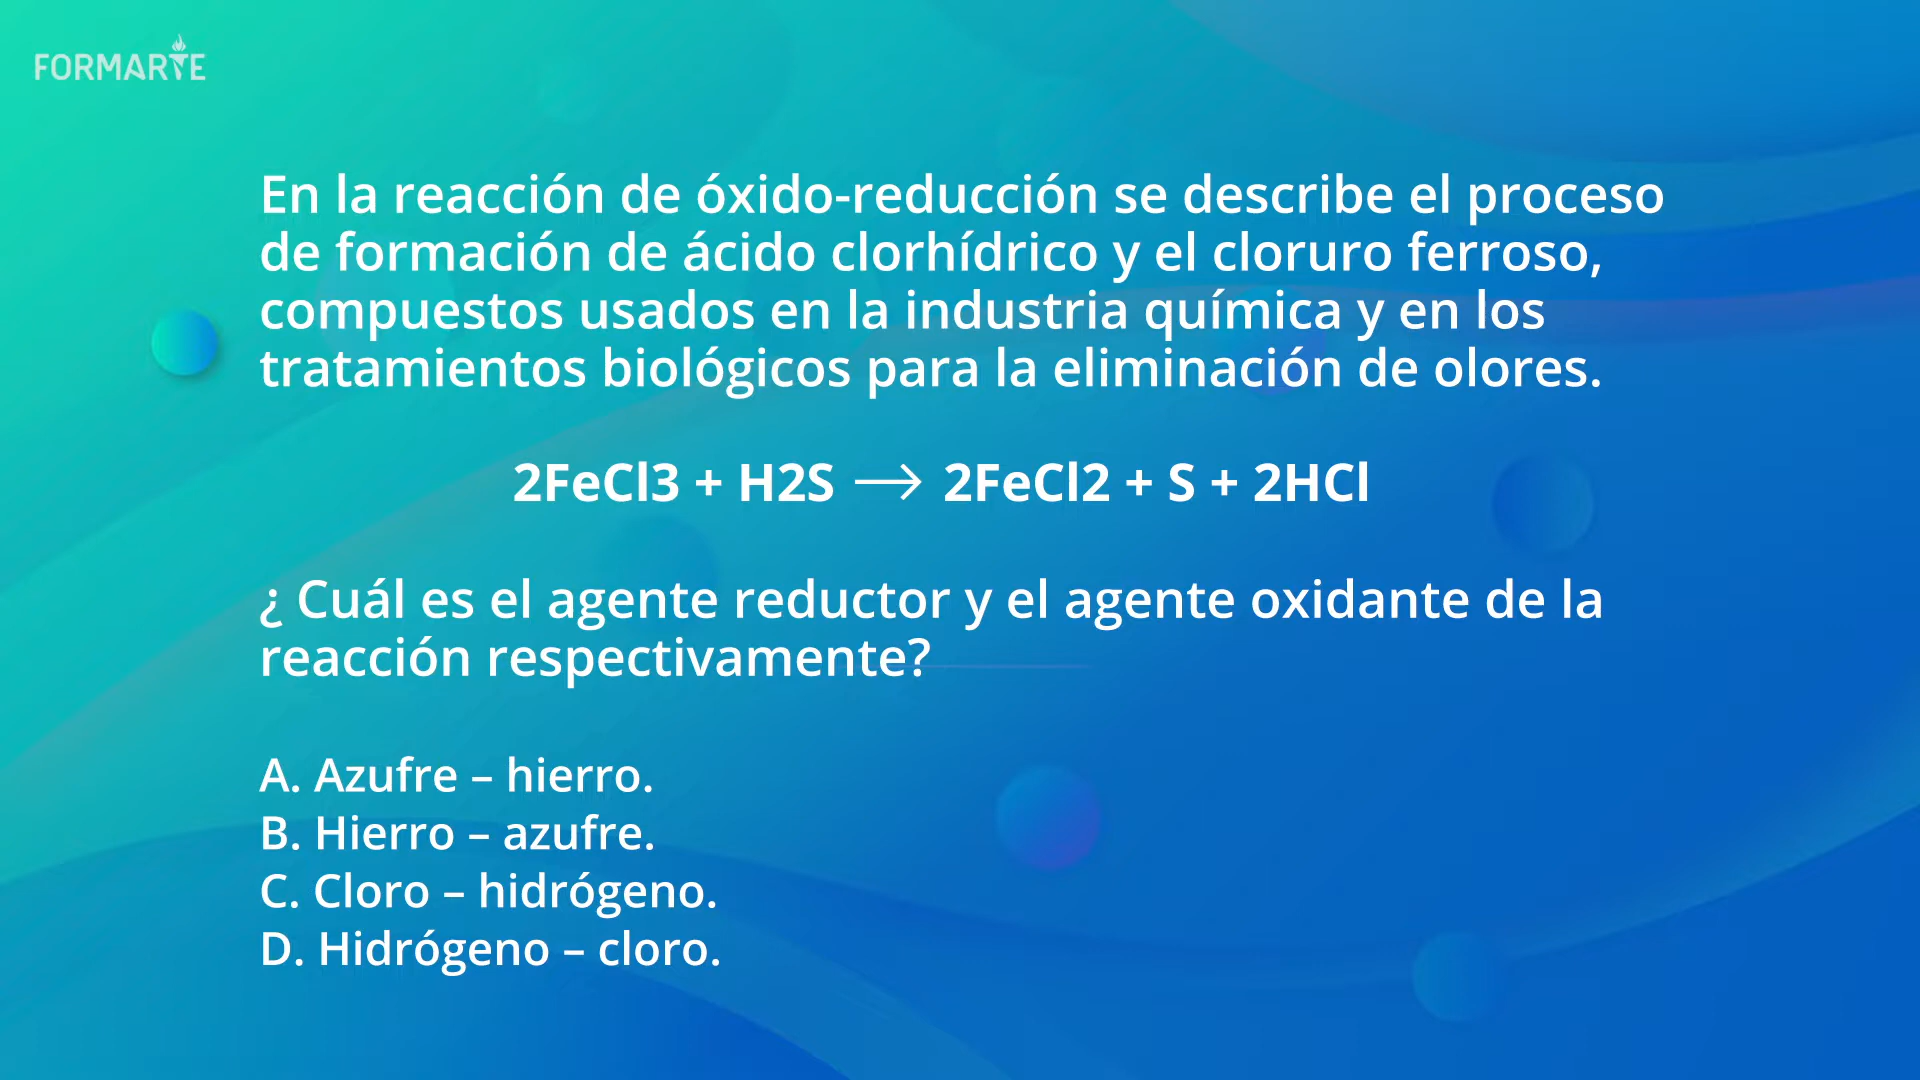 FORMARTE
En la reacción de óxido-reducción se describe el proceso
de formación de ácido clorhídrico y el cloruro ferroso,
compuestos usados en la industria química y en los
tratamientos biológicos para la eliminación de olores.
2FeCl3 + H2S → 2FeCl2 + S + 2HCl
¿ Cuál es el agente reductor y el agente oxidante de la
reacción respectivamente?
A. Azufre – hierro.
B. Hierro – azufre.
C. Cloro – hidrógeno.
D. Hidrógeno – cloro.